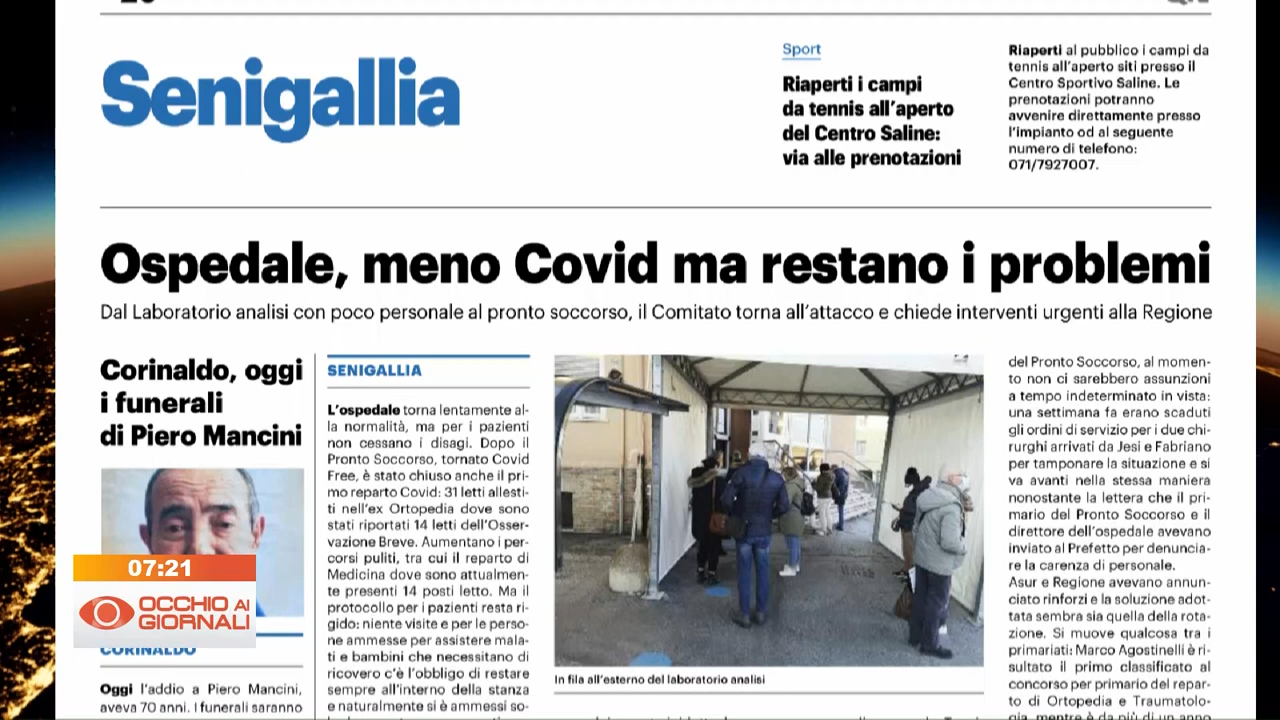 Senigallia
Sport
Riaperti i campi
da tennis all'aperto
del Centro Saline:
via alle prenotazioni
Riaperti al pubblico i campi da
tennis all'aperto siti presso il
Centro Sportivo Saline. Le
prenotazioni potranno
avvenire direttamente presso
l'impianto od al seguente
numero di telefono:
071/7927007.
Ospedale, meno Covid ma restano i problemi
Dal Laboratorio analisi con poco personale al pronto soccorso, il Comitato torna all'attacco e chiede interventi urgenti alla Regione
Corinaldo, oggi
i funerali
di Piero Mancini
07:21
OCCHIO AI
GIORNALI
CORINALDO
Oggi l'addio a Piero Mancini,
aveva 70 anni. I funerali saranno
SENIGALLIA
L'ospedale torna lentamente al-
la normalità, ma per i pazienti
non cessano i disagi. Dopo il
Pronto Soccorso, tornato Covid
Free, è stato chiuso anche il pri-
mo reparto Covid: 31 letti allesti-
ti nell'ex Ortopedia dove sono
stati riportati 14 letti dell'Osser-
vazione Breve. Aumentano i per-
corsi puliti, tra cui il reparto di
Medicina dove sono attualmen-
te presenti 14 posti letto. Ma il
protocollo per i pazienti resta ri-
gido: niente visite e per le perso-
ne ammesse per assistere mala-
ti e bambini che necessitano di
ricovero c'è l'obbligo di restare
sempre all'interno della stanza
e naturalmente si è ammessi so-
In fila all'esterno del laboratorio analisi
del Pronto Soccorso, al momen-
to non ci sarebbero assunzioni
a tempo indeterminato in vista:
una settimana fa erano scaduti
gli ordini di servizio per i due chi-
rurghi arrivati da Jesi e Fabriano
per tamponare la situazione e si
va avanti nella stessa maniera
nonostante la lettera che il pri-
mario del Pronto Soccorso e il
direttore dell'ospedale avevano
inviato al Prefetto per denuncia-
re la carenza di personale.
Asur e Regione avevano annun-
ciato rinforzi e la soluzione adot-
tata sembra sia quella della rota-
zione. Si muove qualcosa tra i
primariati: Marco Agostinelli è ri-
sultato il primo classificato al
concorso per primario del repar-
to di Ortopedia e Traumatolo-
gia, mentre è da più di un anno